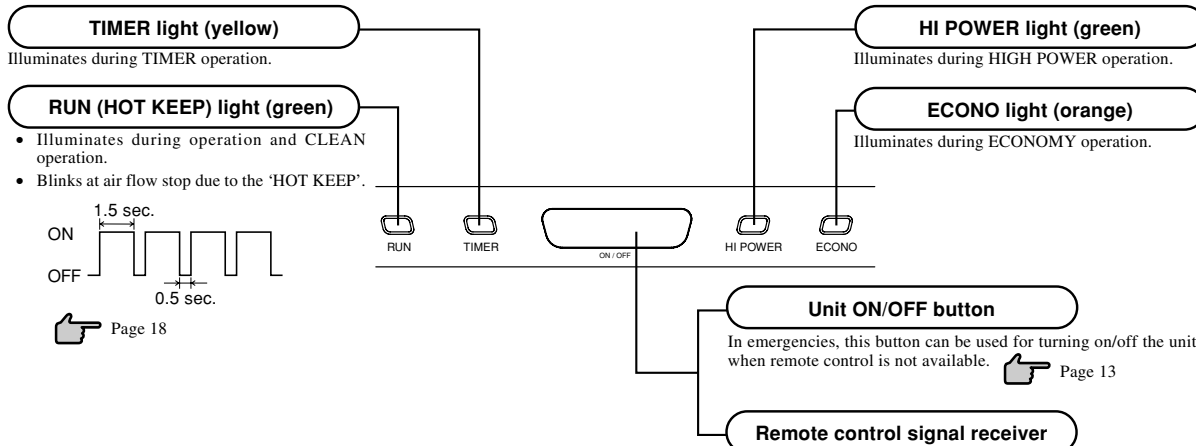 TIMER light (yellow)
Illuminates during TIMER operation.
RUN (HOT KEEP) light (green)
• Illuminates during operation and CLEAN
operation.
• Blinks at air flow stop due to the ‘HOT KEEP’.
1.5 sec.
ON
OFF
0.5 sec.
Page 18
HI POWER light (green)
Illuminates during HIGH POWER operation.
ECONO light (orange)
Illuminates during ECONOMY operation.
RUN
TIMER
ON / OFF
HI POWER
ECONO
Unit ON/OFF button
In emergencies, this button can be used for turning on/off the unit
when remote control is not available.
Page 13
Remote control signal receiver